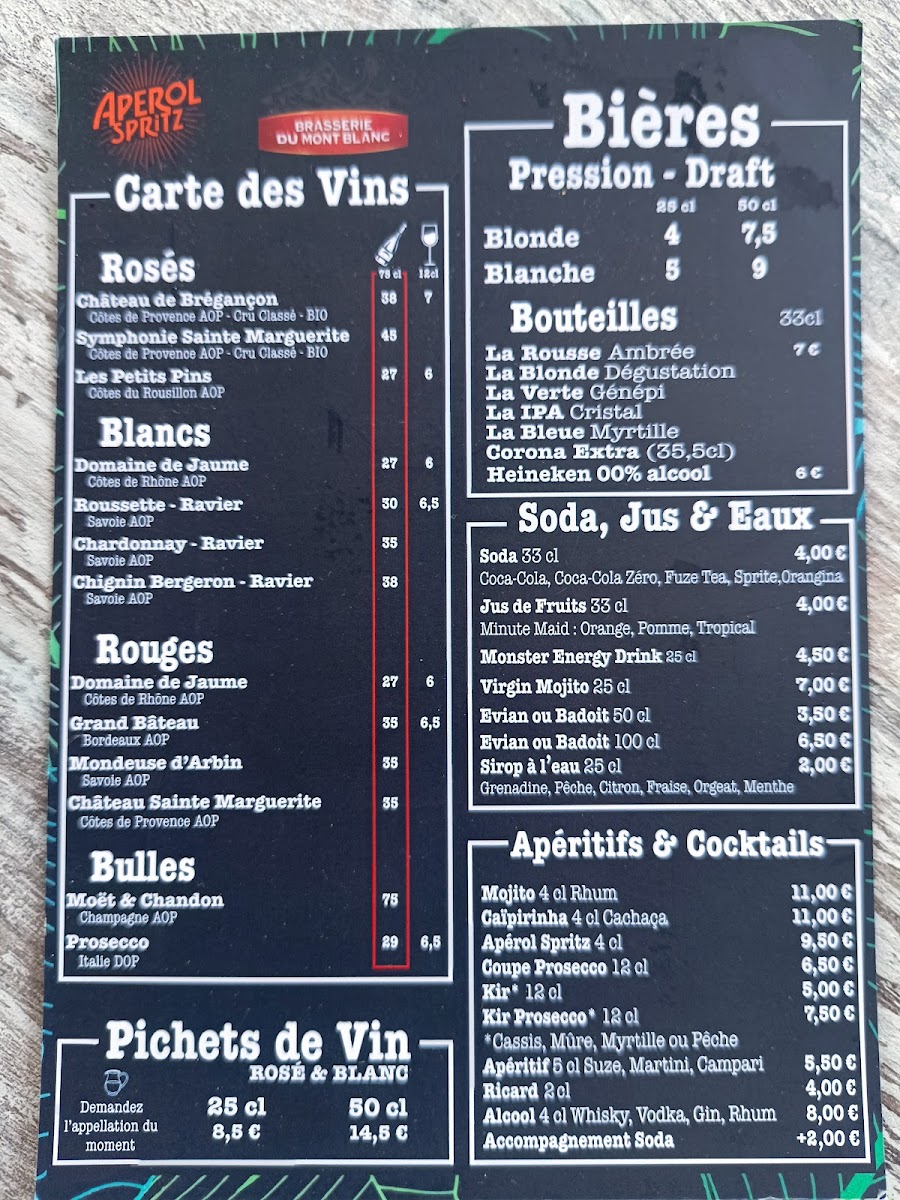 APEROL
SPRITZ
BRASSERIE
DU MONT BLANC
Carte des Vins
75 cl 12cl
Rosés
Château de Brégançon 38 7
Côtes de Provence AOP - Cru Classé - BIO
Symphonie Sainte Marguerite 45
Côtes de Provence AOP - Cru Classé - BIO
Les Petits Pins 27 6
Côtes du Rousillon AOP
Blancs
Domaine de Jaume 27 6
Côtes de Rhône AOP
Roussette - Ravier 30 6,5
Savoie AOP
Chardonnay - Ravier 35
Savoie AOP
Chignin Bergeron - Ravier 38
Savoie AOP
Rouges
Domaine de Jaume 27 6
Côtes de Rhône AOP
Grand Bâteau 35 6,5
Bordeaux AOP
Mondeuse d'Arbin 35
Savoie AOP
Château Sainte Marguerite 35
Côtes de Provence AOP
Bulles
Moët & Chandon 75
Champagne AOP
Prosecco 29 6,5
Italie DOP
Pichets de Vin
ROSÉ & BLANC
Demandez
l'appellation du
moment
25 cl 50 cl
8,5 € 14,5 €
Bières
Pression - Draft
25 cl 50 cl
Blonde 4 7,5
Blanche 5 9
Bouteilles 33cl
La Rousse Ambrée 7 €
La Blonde Dégustation
La Verte Génépi
La IPA Cristal
La Bleue Myrtille
Corona Extra (35,5cl)
Heineken 00% alcool 6 €
Soda, Jus & Eaux
Soda 33 cl 4,00 €
Coca-Cola, Coca-Cola Zéro, Fuze Tea, Sprite,Orangina
Jus de Fruits 33 cl 4,00 €
Minute Maid : Orange, Pomme, Tropical
Monster Energy Drink 25 cl 4,50 €
Virgin Mojito 25 cl 7,00 €
Evian ou Badoit 50 cl 3,50 €
Evian ou Badoit 100 cl 6,50 €
Sirop à l'eau 25 cl 2,00 €
Grenadine, Pêche, Citron, Fraise, Orgeat, Menthe
Apéritifs & Cocktails
Mojito 4 cl Rhum 11,00 €
Caïpirinha 4 cl Cachaça 11,00 €
Apérol Spritz 4 cl 9,50 €
Coupe Prosecco 12 cl 6,50 €
Kir* 12 cl 5,00 €
Kir Prosecco* 12 cl 7,50 €
*Cassis, Mûre, Myrtille ou Pêche
Apéritif 5 cl Suze, Martini, Campari 5,50 €
Ricard 2 cl 4,00 €
Alcool 4 cl Whisky, Vodka, Gin, Rhum 8,00 €
Accompagnement Soda +2,00 €